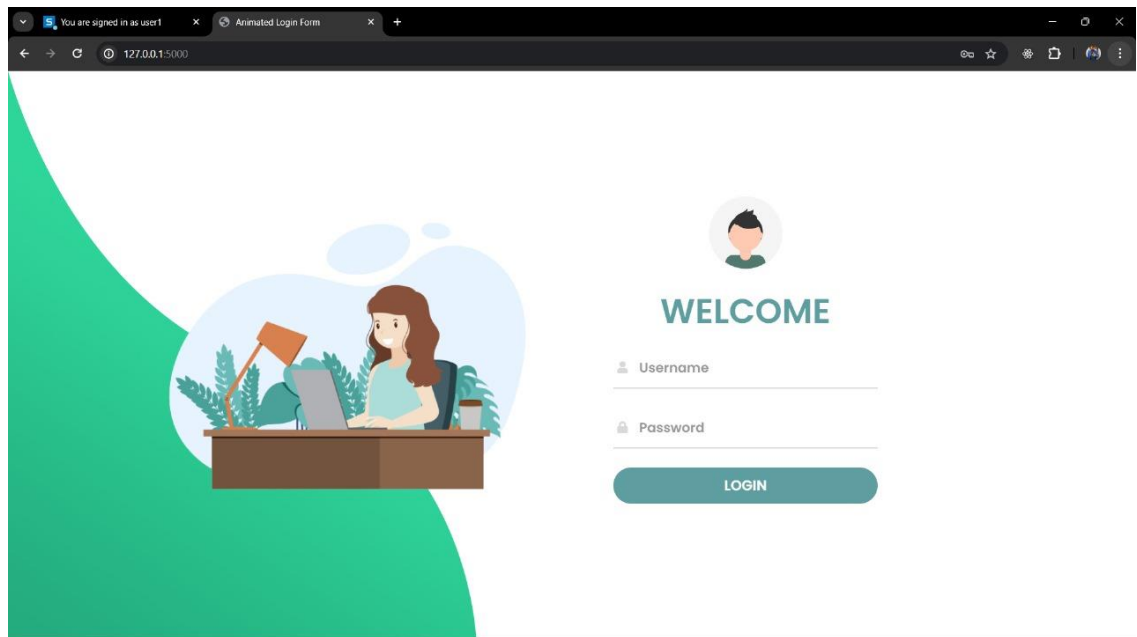 You are signed in as user1
Animated Login Form
127.0.0.1:5000
WELCOME
Username
Password
LOGIN